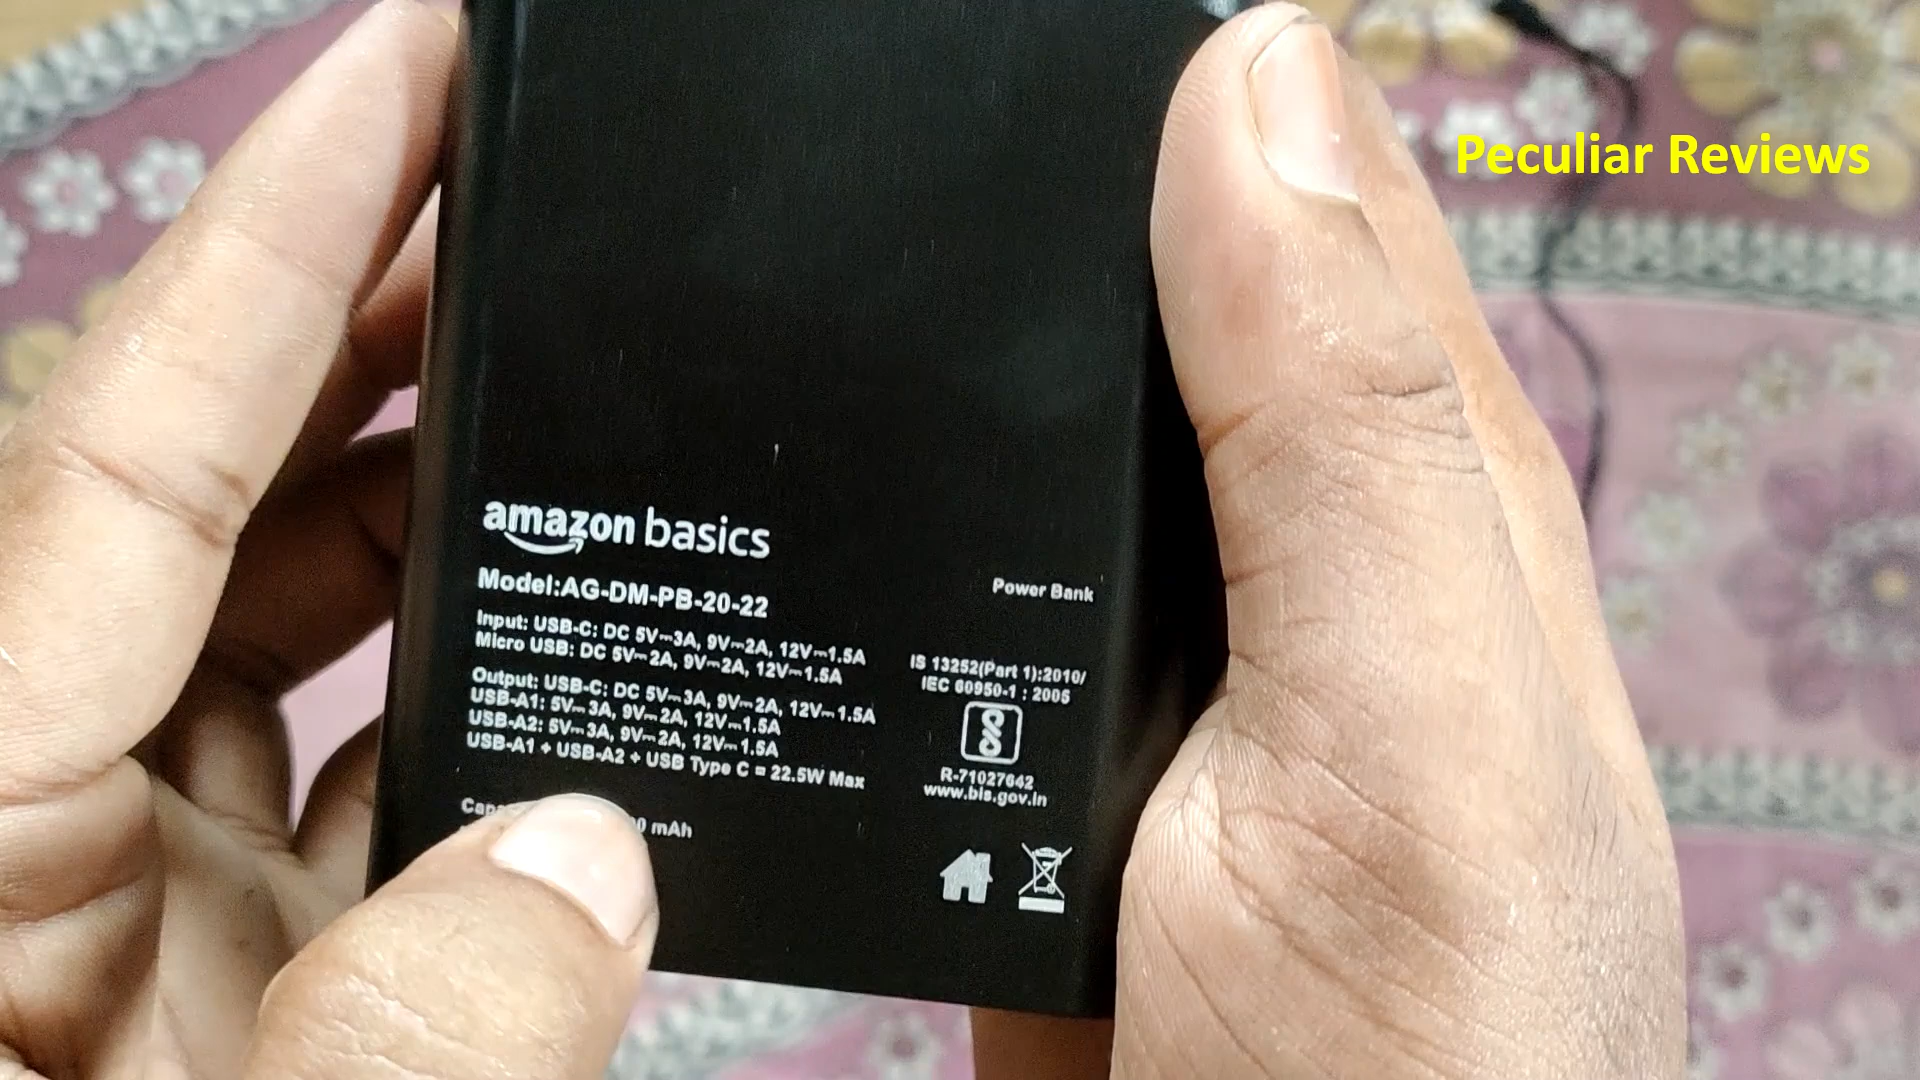 Peculiar Reviews
amazon basics
Model:AG-DM-PB-20-22
Power Bank
Input: USB-C: DC 5V⎓3A, 9V⎓2A, 12V⎓1.5A
Micro USB: DC 5V⎓2A, 9V⎓2A, 12V⎓1.5A
Output: USB-C: DC 5V⎓3A, 9V⎓2A, 12V⎓1.5A
USB-A1: 5V⎓3A, 9V⎓2A, 12V⎓1.5A
USB-A2: 5V⎓3A, 9V⎓2A, 12V⎓1.5A
USB-A1 + USB-A2 + USB Type C = 22.5W Max
mAh
IS 13252(Part 1):2010/
IEC 60950-1 : 2005
R-71027642
www.bis.gov.in